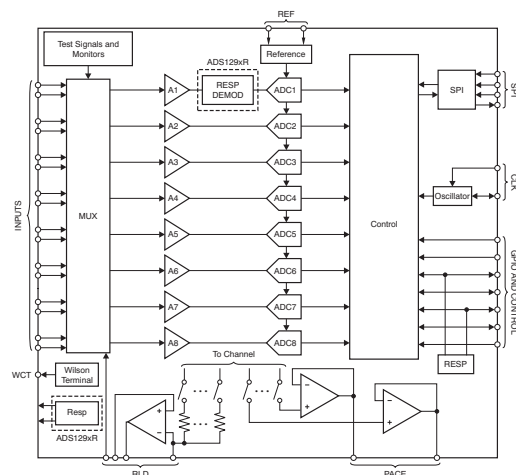 REF
Test Signals and
Monitors
Reference
ADS129xR
RESP
DEMOD
A1
ADC1
A2
ADC2
A3
ADC3
A4
ADC4
A5
ADC5
A6
ADC6
A7
ADC7
A8
ADC8
INPUTS
MUX
Control
SPI
SPI
CLK
Oscillator
GPIO AND CONTROL
RESP
To Channel
WCT
Wilson
Terminal
Resp
ADS129xR
RLD
PACE